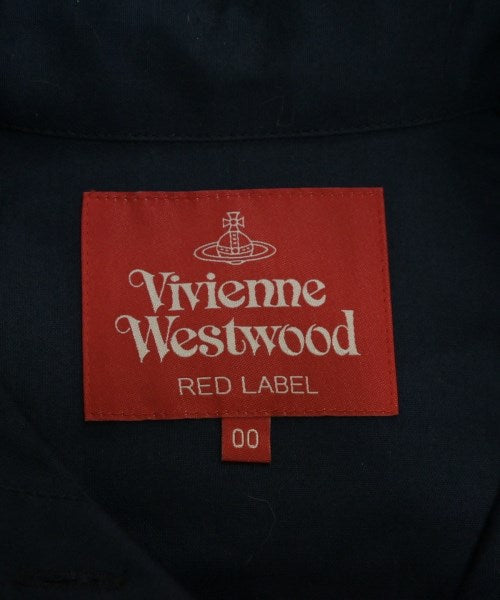 Vivienne
Westwood
RED LABEL
00